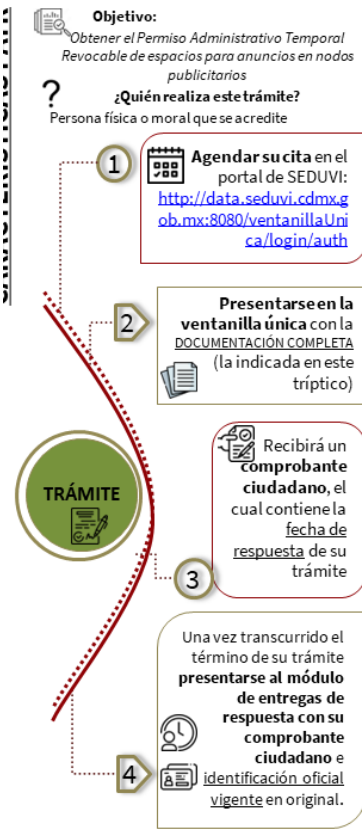 Objetivo:
Obtener el Permiso Administrativo Temporal
Revocable de espacios para anuncios en nodos
publicitarios
?
¿Quién realiza este trámite?
Persona física o moral que se acredite
1
Agendar su cita en el
portal de SEDUVI:
http://data.seduvi.cdmx.g
ob.mx:8080/ventanillaUni
ca/login/auth
2
Presentarse en la
ventanilla única con la
DOCUMENTACIÓN COMPLETA
(la indicada en este
tríptico)
TRÁMITE
3
Recibirá un
comprobante
ciudadano, el
cual contiene la
fecha de
respuesta de su
trámite
4
Una vez transcurrido el
término de su trámite
presentarse al módulo
de entregas de
respuesta con su
comprobante
ciudadano e
identificación oficial
vigente en original.